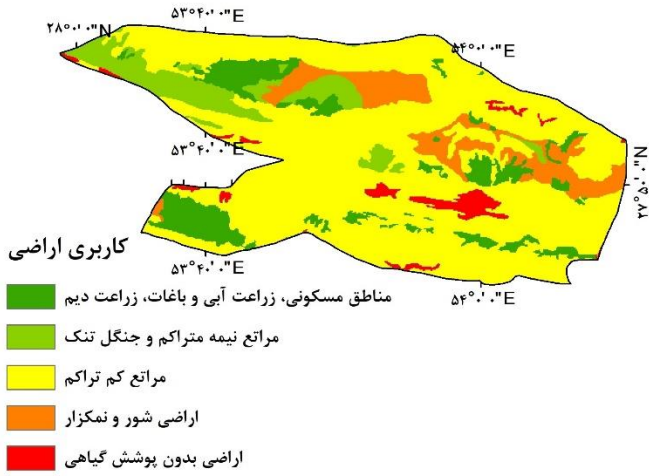 ۵۳°۴۰'۰"E
۲۸°۰'۰"N
۵۴°۰'۰"E
۵۳°۴۰'۰"E
۲۸°۵'۰"N
۵۳°۴۰'۰"E
۵۴°۰'۰"E
کاربری اراضی
مناطق مسکونی، زراعت آبی و باغات، زراعت دیم
مراتع نیمه متراکم و جنگل تنک
مراتع کم تراکم
اراضی شور و نمکزار
اراضی بدون پوشش گیاهی